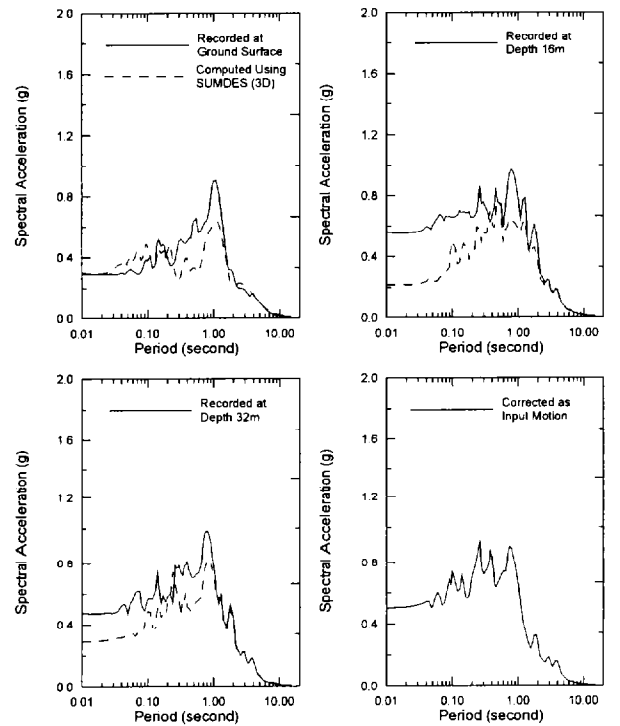 2.0
1.6
1.2
0.8
0.4
0.0
Spectral Acceleration (g)
Recorded at
Ground Surface
Computed Using
SUMDES (3D)
0.01 0.10 1.00 10.00
Period (second)
2.0
1.6
1.2
0.8
0.4
0.0
Spectral Acceleration (g)
Recorded at
Depth 16m
0.01 0.10 1.00 10.00
Period (second)
2.0
1.6
1.2
0.8
0.4
0.0
Spectral Acceleration (g)
Recorded at
Depth 32m
0.01 0.10 1.00 10.00
Period (second)
2.0
1.6
1.2
0.8
0.4
0.0
Spectral Acceleration (g)
Corrected as
Input Motion
0.01 0.10 1.00 10.00
Period (second)